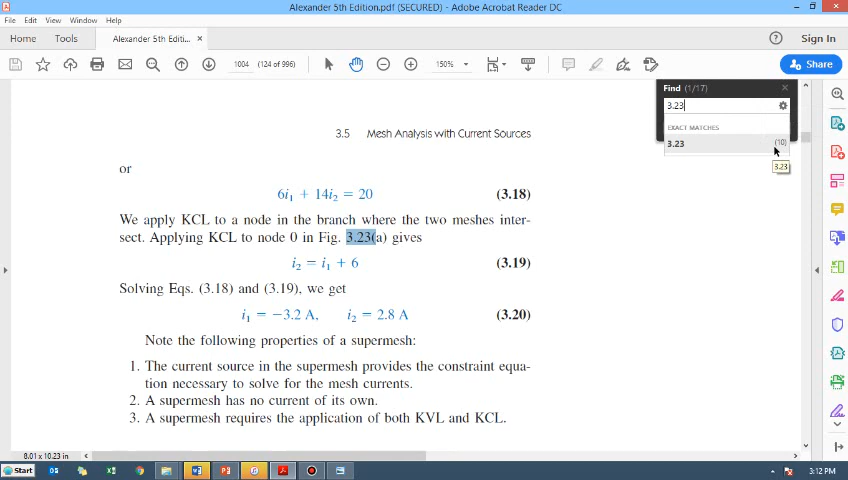 Alexander 5th Edition.pdf (SECURED) - Adobe Acrobat Reader DC
File Edit View Window Help
Home Tools Alexander 5th Editi... × Sign In
1004 (124 of 996) 150% Share
Find (1/17)
3.23
EXACT MATCHES
3.23 (10)
3.23
3.5 Mesh Analysis with Current Sources
or
6i₁ + 14i₂ = 20 (3.18)
We apply KCL to a node in the branch where the two meshes inter-
sect. Applying KCL to node 0 in Fig. 3.23(a) gives
i₂ = i₁ + 6 (3.19)
Solving Eqs. (3.18) and (3.19), we get
i₁ = −3.2 A, i₂ = 2.8 A (3.20)
Note the following properties of a supermesh:
1. The current source in the supermesh provides the constraint equa-
tion necessary to solve for the mesh currents.
2. A supermesh has no current of its own.
3. A supermesh requires the application of both KVL and KCL.
8.01 x 10.23 in
Start 3:12 PM